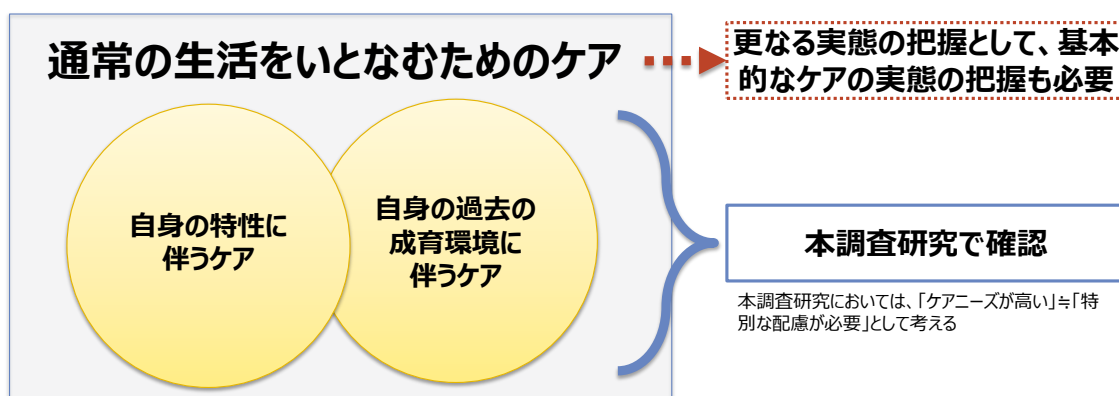 通常の生活をいとなむためのケア
更なる実態の把握として、基本
的なケアの実態の把握も必要
自身の特性に
伴うケア
自身の過去の
成育環境に
伴うケア
本調査研究で確認
本調査研究においては、「ケアニーズが高い」≒「特
別な配慮が必要」として考える